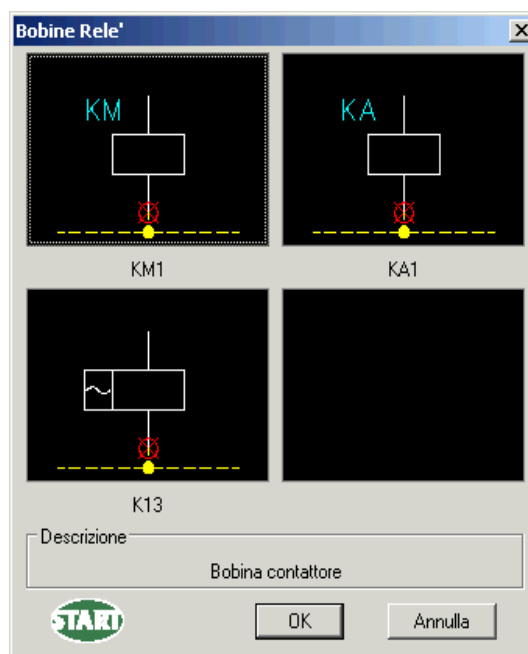 Bobine Rele'
KM
KA
KM1
KA1
K13
Descrizione
Bobina contattore
START
OK
Annulla